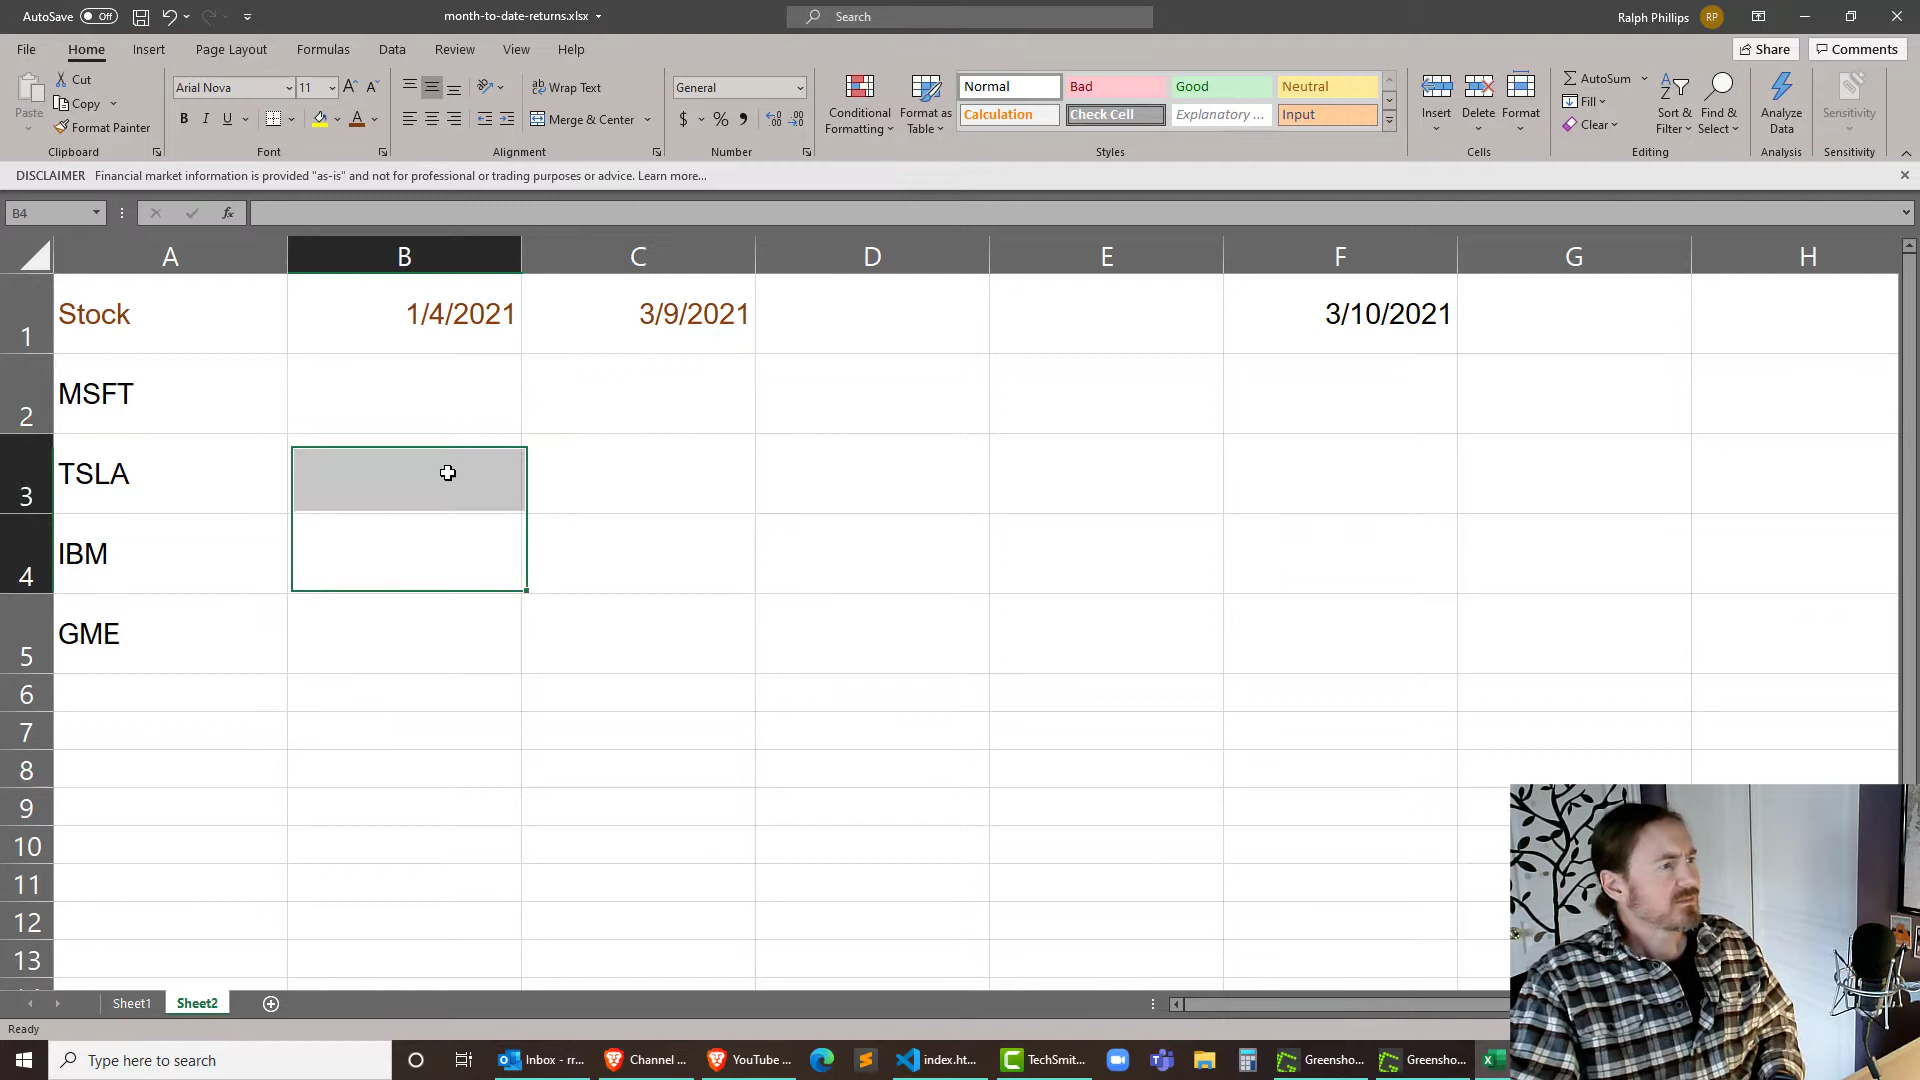 AutoSave Off
month-to-date-returns.xlsx
Search
Ralph Phillips RP
File Home Insert Page Layout Formulas Data Review View Help
Share Comments
Paste
Cut
Copy
Format Painter
Clipboard
Arial Nova 11
B I U A
Font
Wrap Text
Merge & Center
Alignment
General
$ % ,
Number
Conditional Formatting
Format as Table
Normal Bad Good Neutral
Calculation Check Cell Explanatory ... Input
Styles
Insert Delete Format
Cells
AutoSum
Fill
Clear
Sort & Filter
Find & Select
Editing
Analyze Data
Analysis
Sensitivity
Sensitivity
DISCLAIMER Financial market information is provided "as-is" and not for professional or trading purposes or advice. Learn more...
B4 fx
A B C D E F G H
1 Stock 1/4/2021 3/9/2021 3/10/2021
2 MSFT
3 TSLA
4 IBM
5 GME
6
7
8
9
10
11
12
13
Sheet1 Sheet2
Ready
Type here to search
Inbox - rr...
Channel ...
YouTube ...
index.ht...
TechSmit...
Greensho...
Greensho...